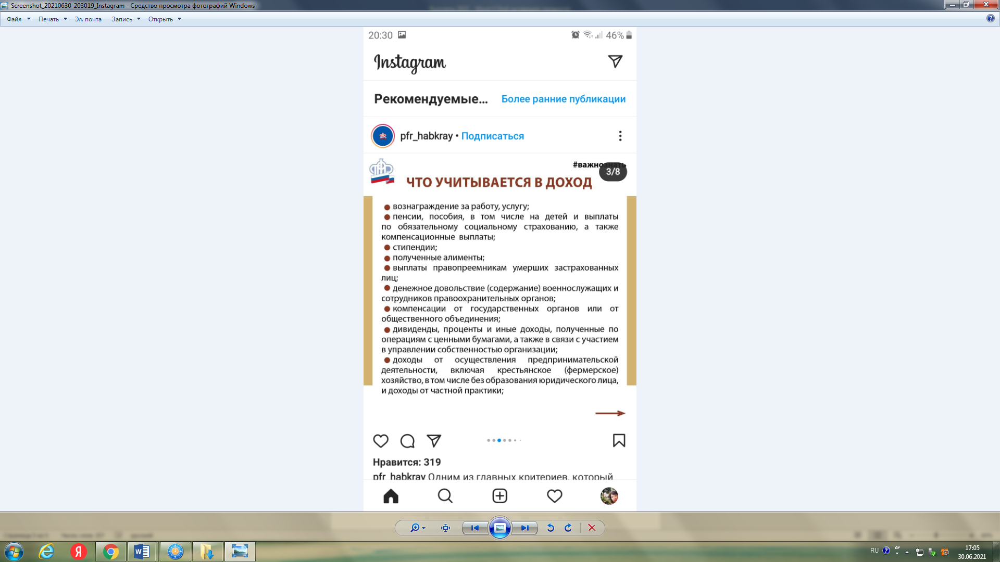 Screenshot_20210630-203019_Instagram - Средство просмотра фотографий Windows
Файл Печать Эл. почта Запись Открыть
20:30 46%
Instagram
Рекомендуемые... Более ранние публикации
pfr_habkray • Подписаться
#важнознать
3/8
ЧТО УЧИТЫВАЕТСЯ В ДОХОД
● вознаграждение за работу, услугу;
● пенсии, пособия, в том числе на детей и выплаты
по обязательному социальному страхованию, а также
компенсационные выплаты;
● стипендии;
● полученные алименты;
● выплаты правопреемникам умерших застрахованных
лиц;
● денежное довольствие (содержание) военнослужащих и
сотрудников правоохранительных органов;
● компенсации от государственных органов или от
общественного объединения;
● дивиденды, проценты и иные доходы, полученные по
операциям с ценными бумагами, а также в связи с участием
в управлении собственностью организации;
● доходы от осуществления предпринимательской
деятельности, включая крестьянское (фермерское)
хозяйство, в том числе без образования юридического лица,
и доходы от частной практики;
Нравится: 319
pfr_habkray Одним из главных критериев, который
RU
17:05
30.06.2021